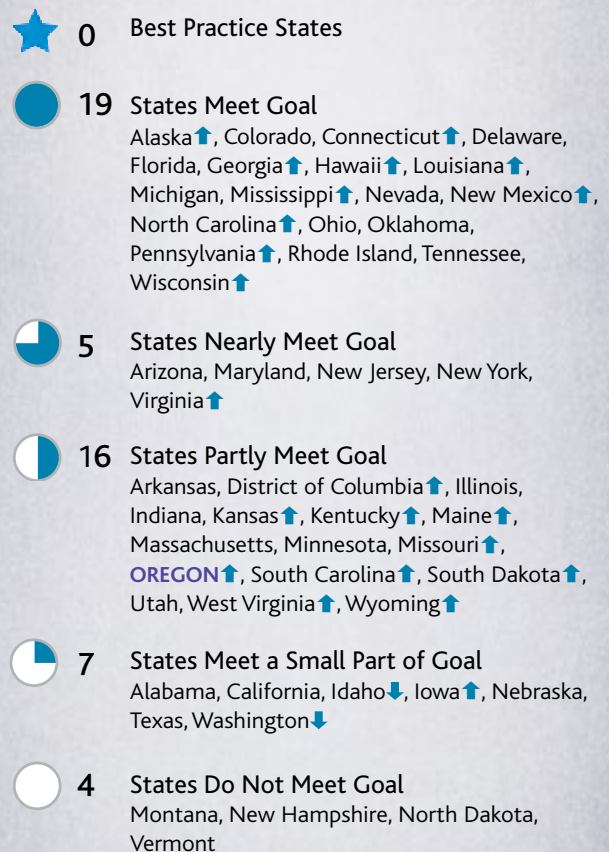 0 Best Practice States
19 States Meet Goal
Alaska⬆, Colorado, Connecticut⬆, Delaware,
Florida, Georgia⬆, Hawaii⬆, Louisiana⬆,
Michigan, Mississippi⬆, Nevada, New Mexico⬆,
North Carolina⬆, Ohio, Oklahoma,
Pennsylvania⬆, Rhode Island, Tennessee,
Wisconsin⬆
5 States Nearly Meet Goal
Arizona, Maryland, New Jersey, New York,
Virginia⬆
16 States Partly Meet Goal
Arkansas, District of Columbia⬆, Illinois,
Indiana, Kansas⬆, Kentucky⬆, Maine⬆,
Massachusetts, Minnesota, Missouri⬆,
OREGON⬆, South Carolina⬆, South Dakota⬆,
Utah, West Virginia⬆, Wyoming⬆
7 States Meet a Small Part of Goal
Alabama, California, Idaho⬇, Iowa⬆, Nebraska,
Texas, Washington⬇
4 States Do Not Meet Goal
Montana, New Hampshire, North Dakota,
Vermont